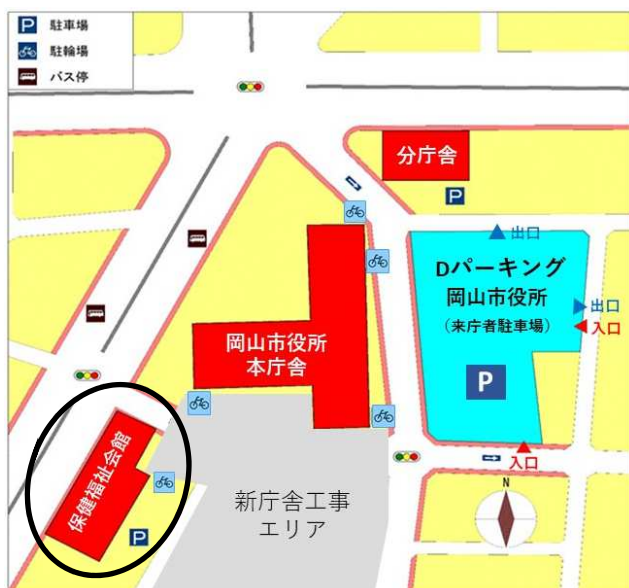 P 駐車場
駐輪場
バス停
分庁舎
P
出口
Dパーキング
岡山市役所
(来庁者駐車場)
出口
入口
P
岡山市役所
本庁舎
入口
保健福祉会館
新庁舎工事
エリア
N
P